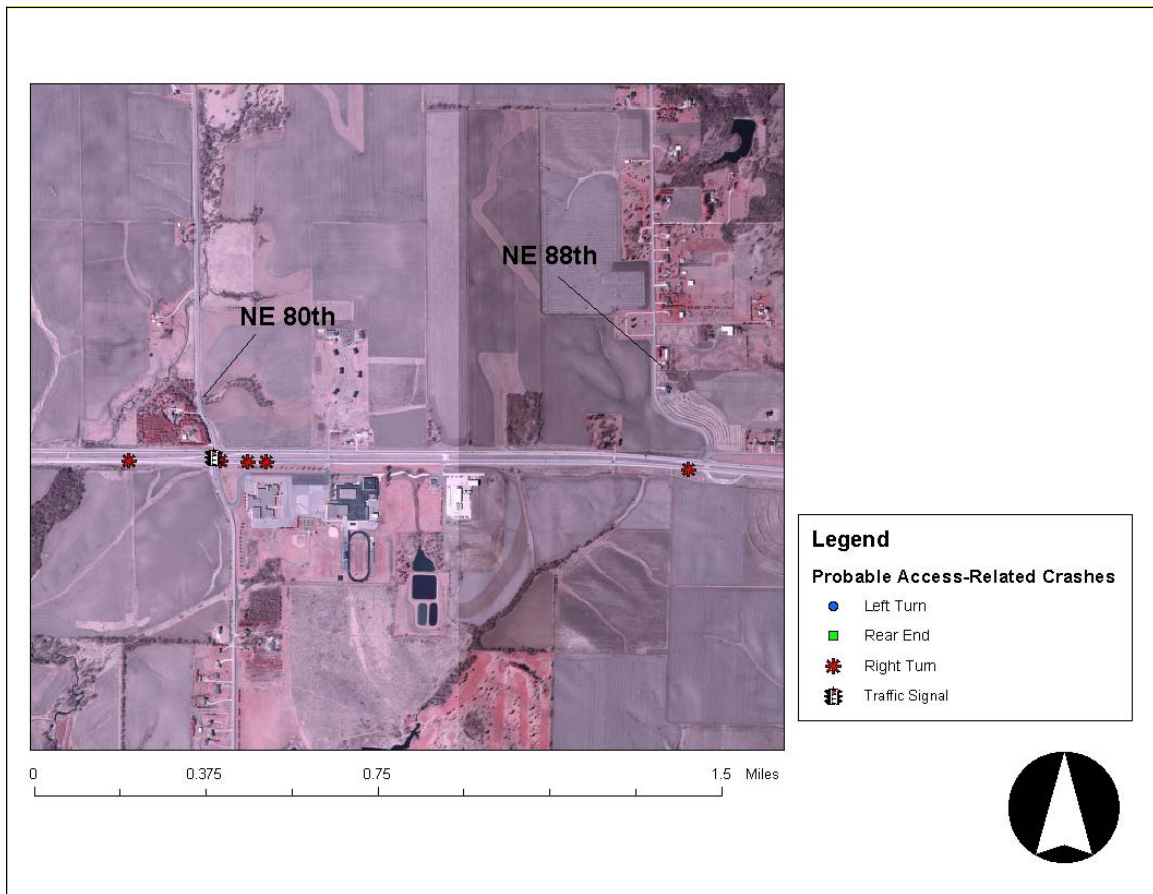 NE 88th
NE 80th
Legend
Probable Access-Related Crashes
Left Turn
Rear End
Right Turn
Traffic Signal
0 0.375 0.75 1.5 Miles